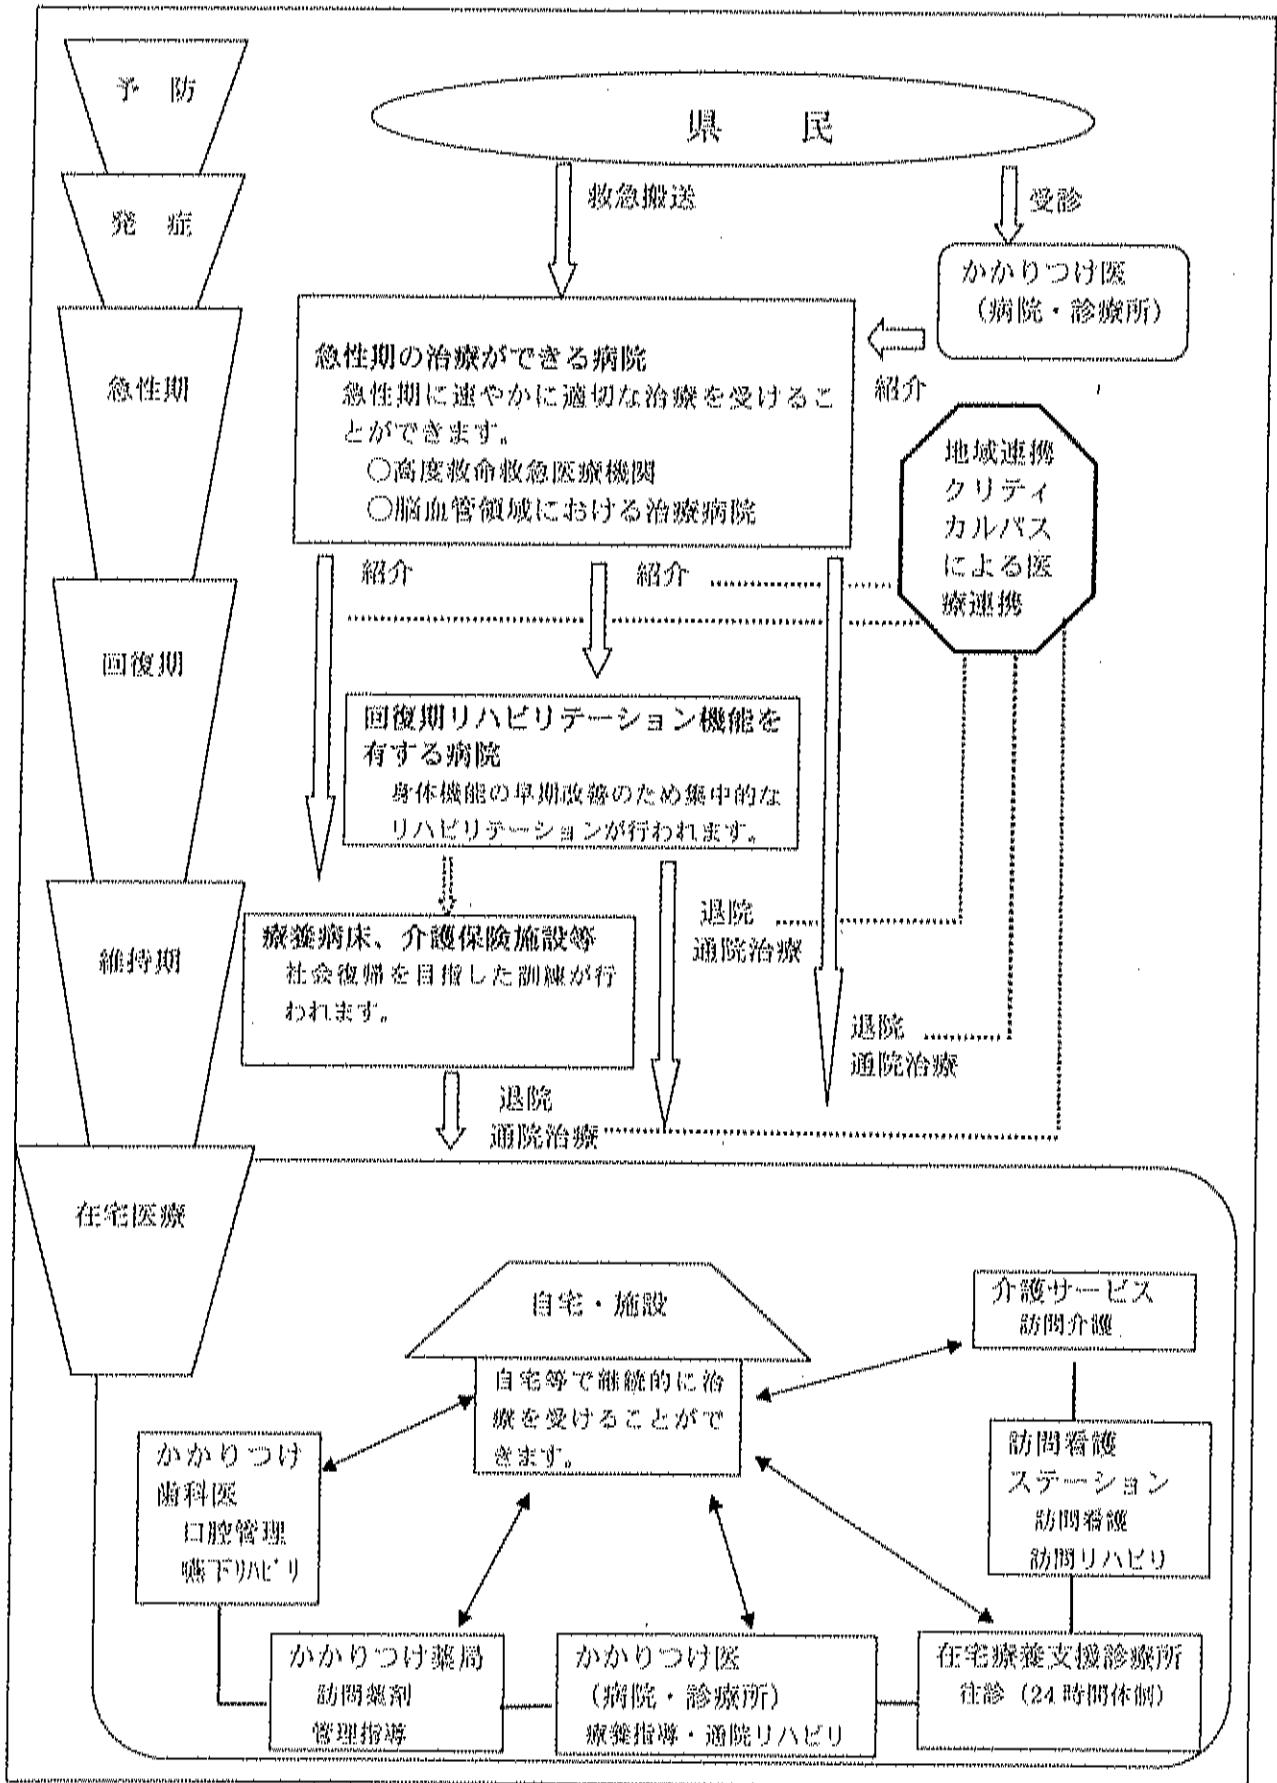 予　防
県　　民
救急搬送
受診
発　症
かかりつけ医
（病院・診療所）
急性期の治療ができる病院
急性期に速やかに適切な治療を受けるこ
とができます。
○高度救命救急医療機関
○脳血管領域における治療病院
紹介
急性期
地域連携
クリティ
カルパス
による医
療連携
紹介
紹介
回復期
回復期リハビリテーション機能を
有する病院
身体機能の早期改善のため集中的な
リハビリテーションが行われます。
退院
通院治療
維持期
療養病床、介護保険施設等
社会復帰を目指した訓練が行
われます。
退院
通院治療
退院
通院治療
在宅医療
自宅・施設
自宅等で継続的に治
療を受けることがで
きます。
介護サービス
訪問介護
かかりつけ
歯科医
口腔管理
嚥下リハビリ
訪問看護
ステーション
訪問看護
訪問リハビリ
かかりつけ薬局
訪問薬剤
管理指導
かかりつけ医
（病院・診療所）
療養指導・通院リハビリ
在宅療養支援診療所
往診（24時間体制）